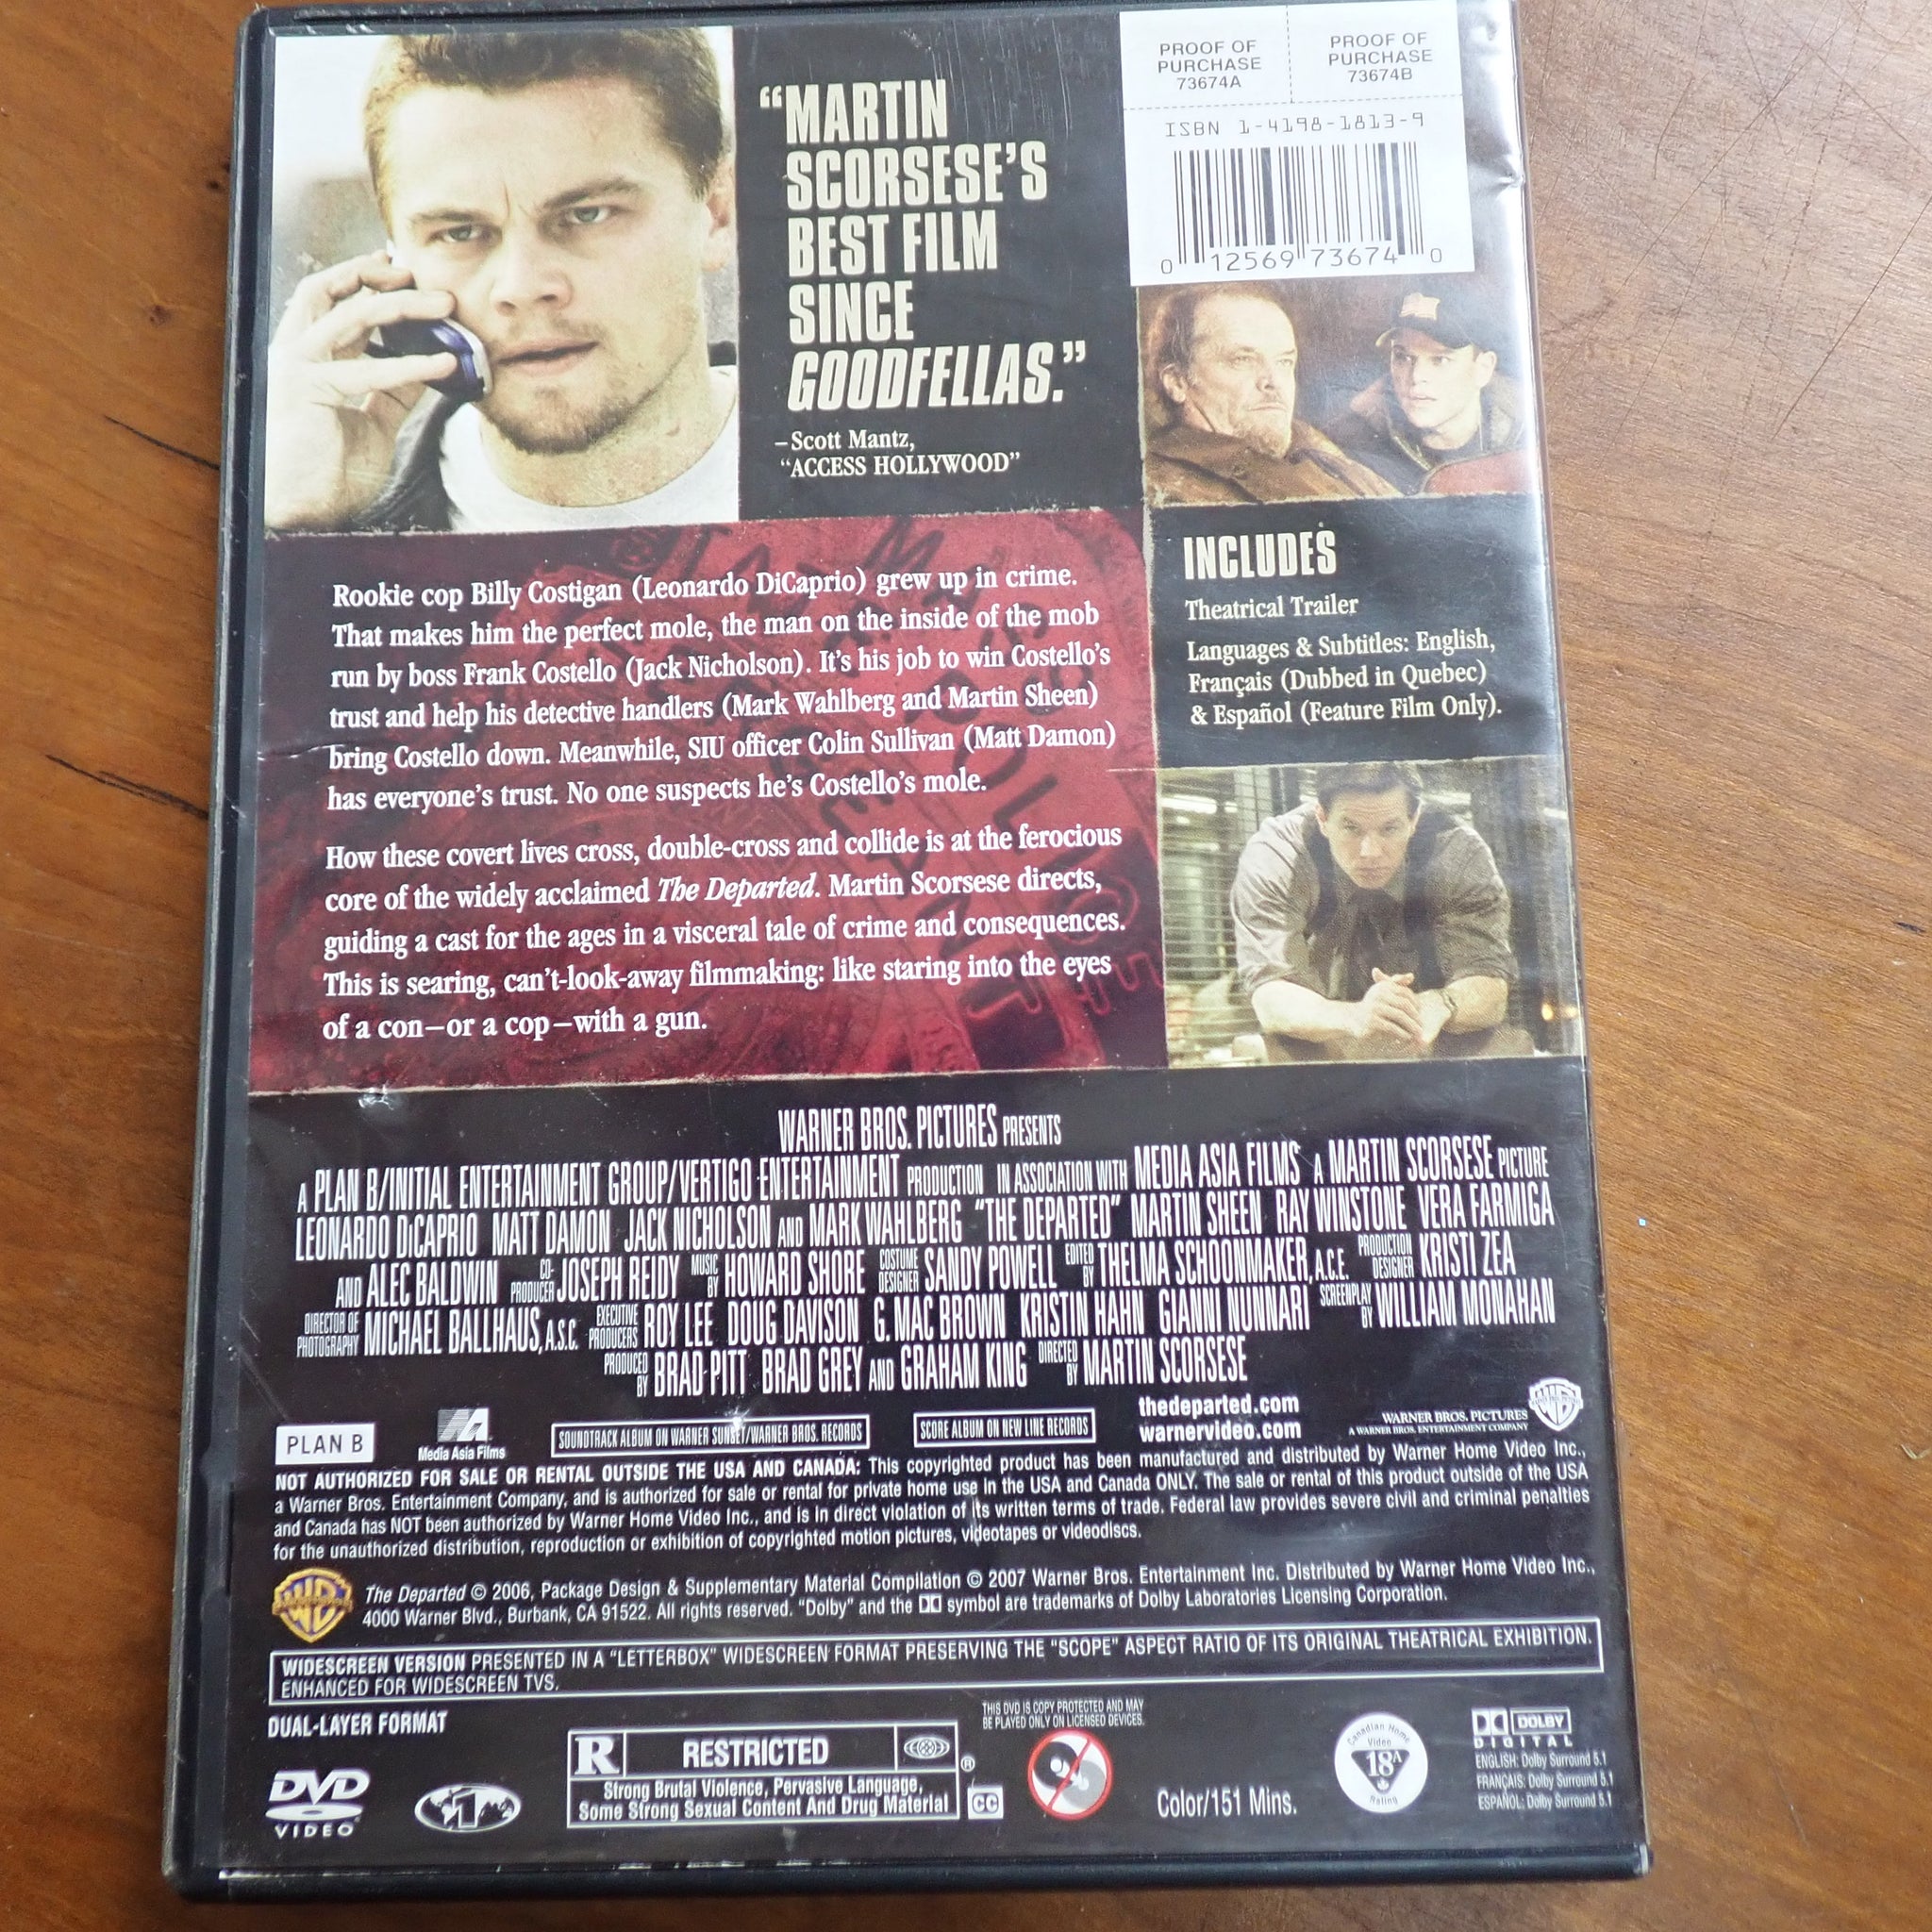 “MARTIN
SCORSESE’S
BEST FILM
SINCE
GOODFELLAS.”
–Scott Mantz,
“ACCESS HOLLYWOOD”
PROOF OF
PURCHASE
73674A
PROOF OF
PURCHASE
73674B
ISBN 1-4198-1813-9
0 12569 73674 0
Rookie cop Billy Costigan (Leonardo DiCaprio) grew up in crime.
That makes him the perfect mole, the man on the inside of the mob
run by boss Frank Costello (Jack Nicholson). It’s his job to win Costello’s
trust and help his detective handlers (Mark Wahlberg and Martin Sheen)
bring Costello down. Meanwhile, SIU officer Colin Sullivan (Matt Damon)
has everyone’s trust. No one suspects he’s Costello’s mole.
How these covert lives cross, double-cross and collide is at the ferocious
core of the widely acclaimed The Departed. Martin Scorsese directs,
guiding a cast for the ages in a visceral tale of crime and consequences.
This is searing, can’t-look-away filmmaking: like staring into the eyes
of a con–or a cop–with a gun.
INCLUDES
Theatrical Trailer
Languages & Subtitles: English,
Français (Dubbed in Quebec)
& Español (Feature Film Only).
WARNER BROS. PICTURES PRESENTS
A PLAN B/INITIAL ENTERTAINMENT GROUP/VERTIGO ENTERTAINMENT PRODUCTION IN ASSOCIATION WITH MEDIA ASIA FILMS A MARTIN SCORSESE PICTURE
LEONARDO DiCAPRIO MATT DAMON JACK NICHOLSON AND MARK WAHLBERG “THE DEPARTED” MARTIN SHEEN RAY WINSTONE VERA FARMIGA
AND ALEC BALDWIN CO-PRODUCER JOSEPH REIDY MUSIC BY HOWARD SHORE COSTUME DESIGNER SANDY POWELL EDITED BY THELMA SCHOONMAKER, A.C.E. PRODUCTION DESIGNER KRISTI ZEA
DIRECTOR OF PHOTOGRAPHY MICHAEL BALLHAUS, A.S.C. EXECUTIVE PRODUCERS ROY LEE DOUG DAVISON G. MAC BROWN KRISTIN HAHN GIANNI NUNNARI SCREENPLAY BY WILLIAM MONAHAN
PRODUCED BY BRAD PITT BRAD GREY AND GRAHAM KING DIRECTED BY MARTIN SCORSESE
PLAN B
Media Asia Films
SOUNDTRACK ALBUM ON WARNER SUNSET/WARNER BROS. RECORDS
SCORE ALBUM ON NEW LINE RECORDS
thedeparted.com
warnervideo.com
WARNER BROS. PICTURES
A WARNER BROS. ENTERTAINMENT COMPANY
NOT AUTHORIZED FOR SALE OR RENTAL OUTSIDE THE USA AND CANADA: This copyrighted product has been manufactured and distributed by Warner Home Video Inc.,
a Warner Bros. Entertainment Company, and is authorized for sale or rental for private home use in the USA and Canada ONLY. The sale or rental of this product outside of the USA
and Canada has NOT been authorized by Warner Home Video Inc., and is in direct violation of its written terms of trade. Federal law provides severe civil and criminal penalties
for the unauthorized distribution, reproduction or exhibition of copyrighted motion pictures, videotapes or videodiscs.
The Departed © 2006, Package Design & Supplementary Material Compilation © 2007 Warner Bros. Entertainment Inc. Distributed by Warner Home Video Inc.,
4000 Warner Blvd., Burbank, CA 91522. All rights reserved. “Dolby” and the DD symbol are trademarks of Dolby Laboratories Licensing Corporation.
WIDESCREEN VERSION PRESENTED IN A “LETTERBOX” WIDESCREEN FORMAT PRESERVING THE “SCOPE” ASPECT RATIO OF ITS ORIGINAL THEATRICAL EXHIBITION.
ENHANCED FOR WIDESCREEN TVS.
DUAL-LAYER FORMAT
DVD
VIDEO
1
R RESTRICTED
®
Strong Brutal Violence, Pervasive Language,
Some Strong Sexual Content And Drug Material
CC
THIS DVD IS COPY PROTECTED AND MAY
BE PLAYED ONLY ON LICENSED DEVICES.
Color/151 Mins.
Canadian Home
Video
18A
Rating
DOLBY
DIGITAL
ENGLISH: Dolby Surround 5.1
FRANÇAIS: Dolby Surround 5.1
ESPAÑOL: Dolby Surround 5.1